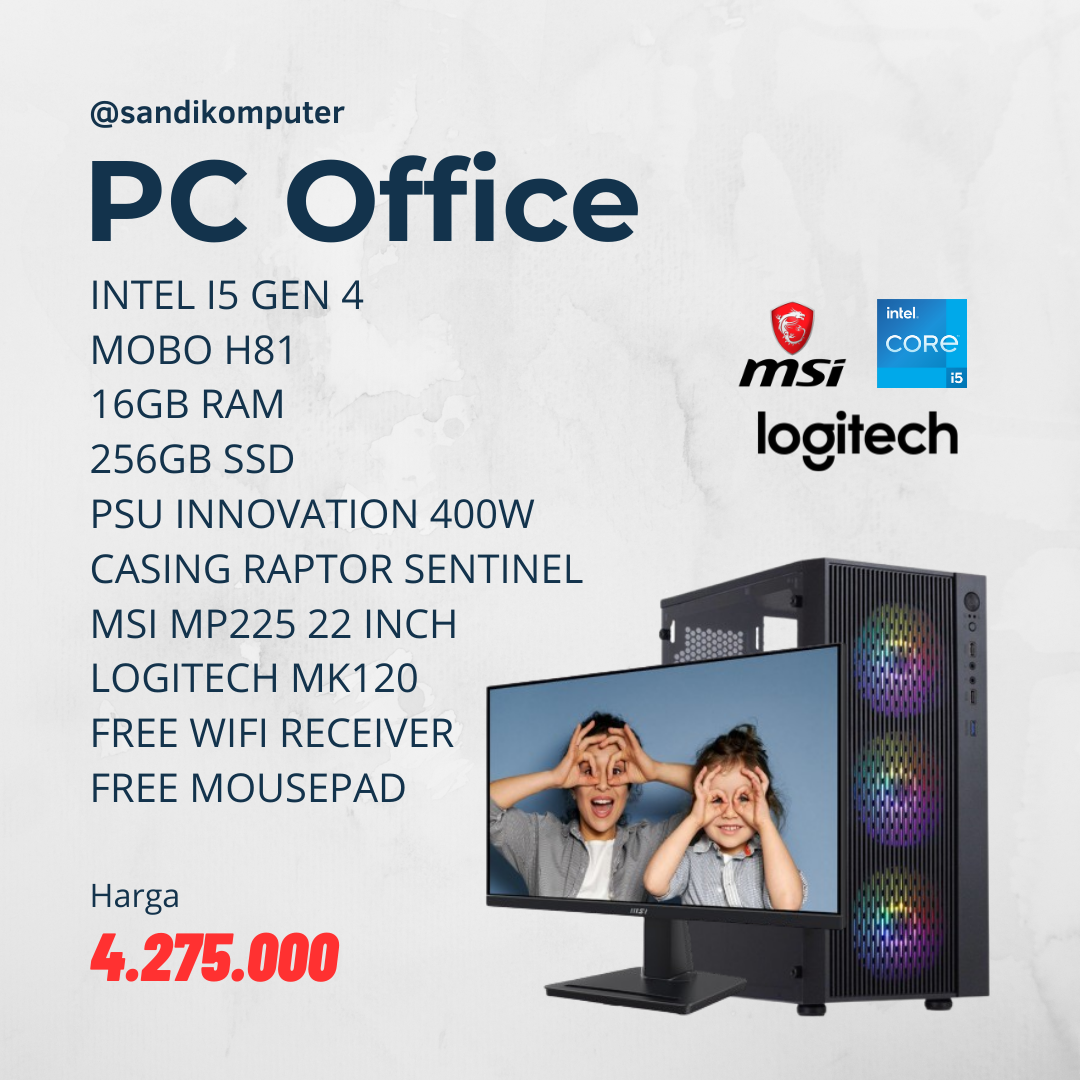 @sandikomputer
PC Office
INTEL I5 GEN 4
MOBO H81
16GB RAM
256GB SSD
PSU INNOVATION 400W
CASING RAPTOR SENTINEL
MSI MP225 22 INCH
LOGITECH MK120
FREE WIFI RECEIVER
FREE MOUSEPAD
Harga
4.275.000
msi
intel.
CORE
i5
logitech
msi